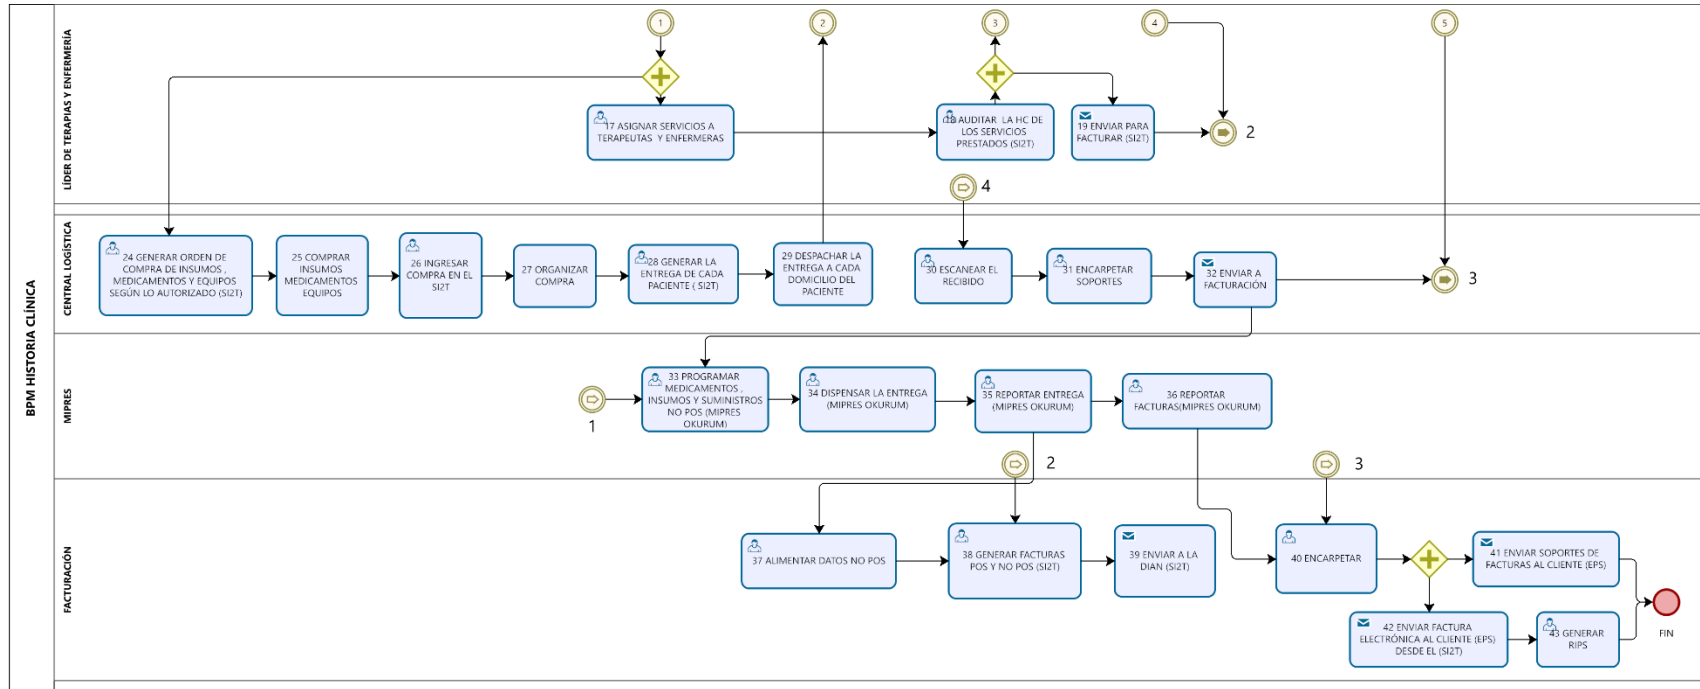 BPM HISTORIA CLÍNICA
LÍDER DE TERAPIAS Y ENFERMERÍA
1
2
3
4
5
17 ASIGNAR SERVICIOS A
TERAPEUTAS Y ENFERMERAS
AUDITAR LA HC DE
LOS SERVICIOS
PRESTADOS (SI2T)
19 ENVIAR PARA
FACTURAR (SI2T)
2
4
CENTRAL LOGÍSTICA
24 GENERAR ORDEN DE
COMPRA DE INSUMOS ,
MEDICAMENTOS Y EQUIPOS
SEGÚN LO AUTORIZADO (SI2T)
25 COMPRAR
INSUMOS
MEDICAMENTOS
EQUIPOS
26 INGRESAR
COMPRA EN EL
SI2T
27 ORGANIZAR
COMPRA
28 GENERAR LA
ENTREGA DE CADA
PACIENTE ( SI2T)
29 DESPACHAR LA
ENTREGA A CADA
DOMICILIO DEL
PACIENTE
30 ESCANEAR EL
RECIBIDO
31 ENCARPETAR
SOPORTES
32 ENVIAR A
FACTURACIÓN
3
MIPRES
1
33 PROGRAMAR
MEDICAMENTOS ,
INSUMOS Y SUMINISTROS
NO POS (MIPRES
OKURUM)
34 DISPENSAR LA ENTREGA
(MIPRES OKURUM)
35 REPORTAR ENTREGA
(MIPRES OKURUM)
36 REPORTAR
FACTURAS(MIPRES OKURUM)
2
3
FACTURACIÓN
37 ALIMENTAR DATOS NO POS
38 GENERAR FACTURAS
POS Y NO POS (SI2T)
39 ENVIAR A LA
DIAN (SI2T)
40 ENCARPETAR
41 ENVIAR SOPORTES DE
FACTURAS AL CLIENTE (EPS)
42 ENVIAR FACTURA
ELECTRÓNICA AL CLIENTE (EPS)
DESDE EL (SI2T)
43 GENERAR
RIPS
FIN